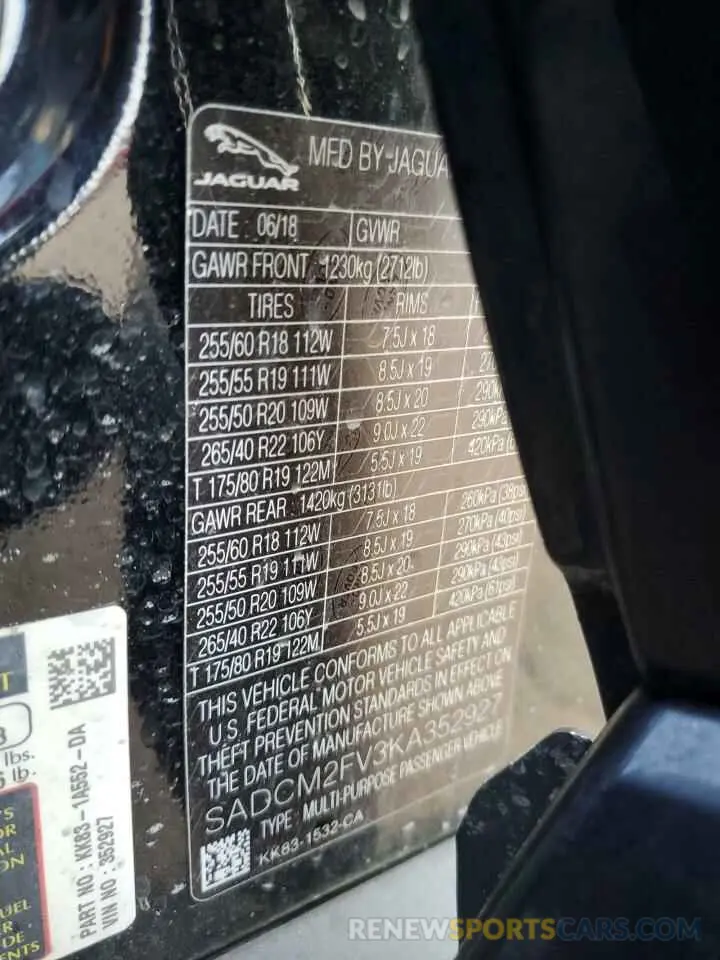 JAGUAR
MFD BY JAGUA
DATE : 06/18 GVWR
GAWR FRONT : 1230kg (2712lb)
TIRES RIMS
255/60 R18 112W 7.5J x 18
255/55 R19 111W 8.5J x 19
255/50 R20 109W 8.5J x 20 290k
265/40 R22 106Y 9.0J x 22 290kPa
T 175/80 R19 122M 5.5J x 19 420kPa (6
GAWR REAR : 1420kg (3131lb)
255/60 R18 112W 7.5J x 18 260kPa (38psi
255/55 R19 111W 8.5J x 19 270kPa (40psi)
255/50 R20 109W 8.5J x 20 290kPa (43psi)
265/40 R22 106Y 9.0J x 22 290kPa (43psi)
T 175/80 R19 122M 5.5J x 19 420kPa (61psi)
THIS VEHICLE CONFORMS TO ALL APPLICABLE
U.S. FEDERAL MOTOR VEHICLE SAFETY AND
THEFT PREVENTION STANDARDS IN EFFECT ON
THE DATE OF MANUFACTURE SHOWN ABOVE
SADCM2FV3KA352927
TYPE MULTI-PURPOSE PASSENGER VEHICLE
KK83-1532-CA
T
lbs.
lb.
PART NO : KK83-1A552-DA
VIN NO : 352927
RENEWSPORTSCARS.COM